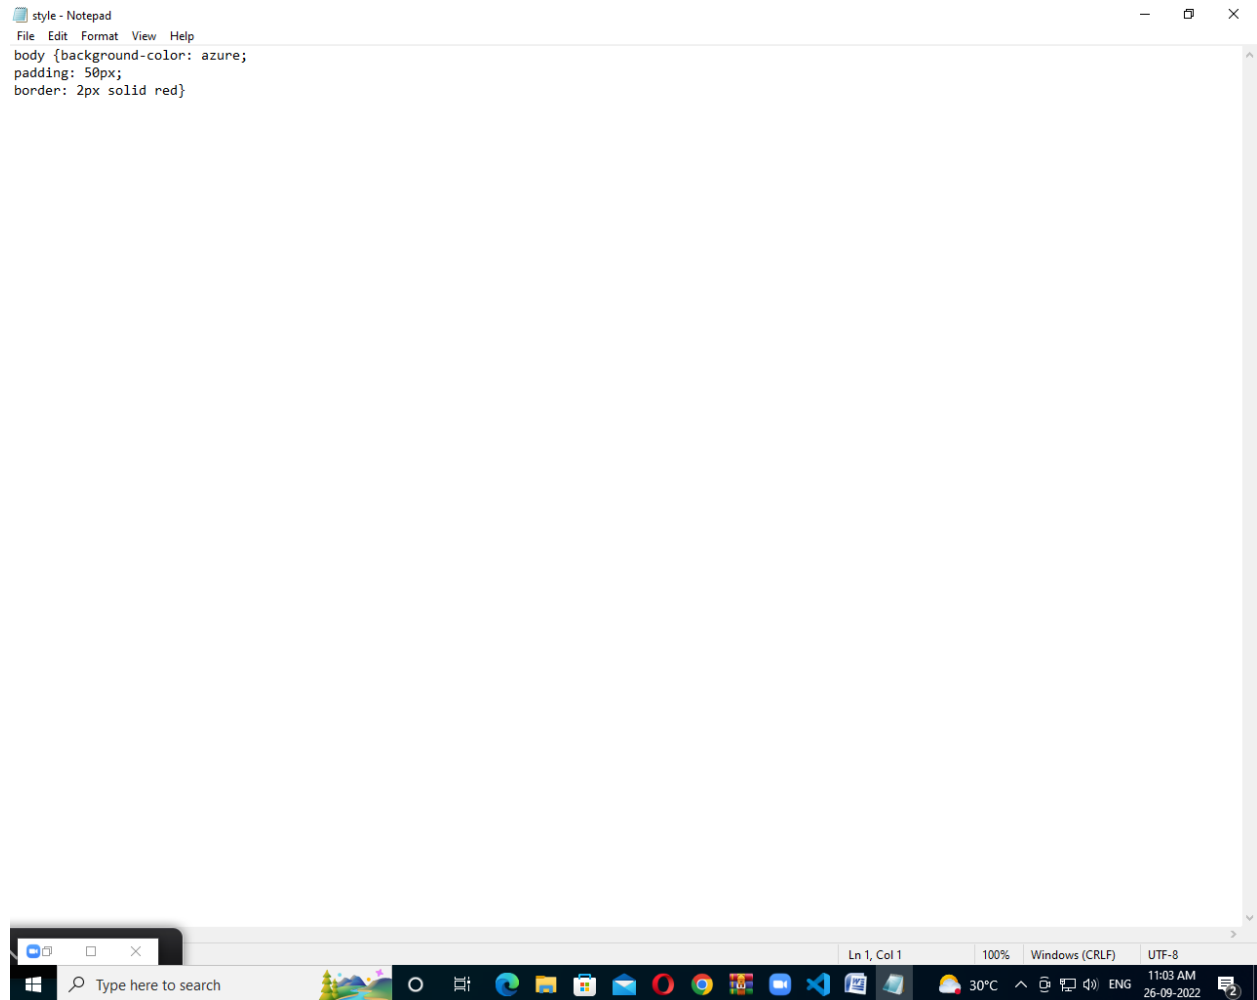 style - Notepad
File Edit Format View Help
body {background-color: azure;
padding: 50px;
border: 2px solid red}
Ln 1, Col 1 100% Windows (CRLF) UTF-8
Type here to search
30°C ENG 11:03 AM
26-09-2022 2